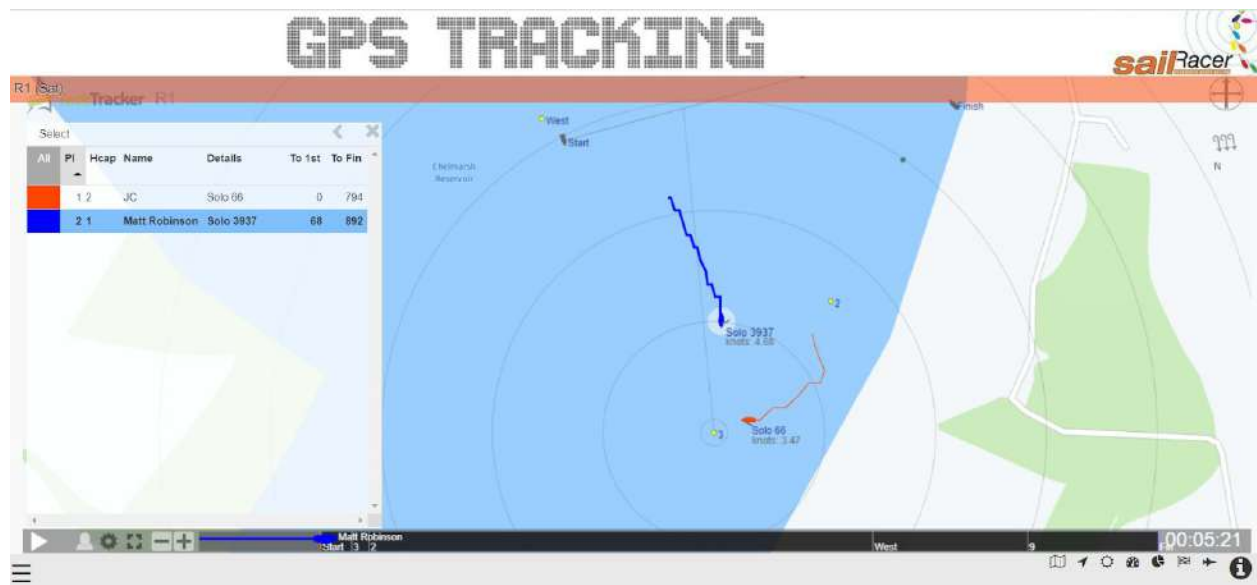 GPS TRACKING
sailRacer
R1 (Sat)
Tracker R1
Select
All Pl Hcap Name Details To 1st To Fin
1 2 JC Solo 66 0 794
2 1 Matt Robinson Solo 3937 68 892
West
Start
Finish
Chelmarsh
Reservoir
N
2
Solo 3937
knots: 4.68
Solo 66
knots: 3.47
3
Matt Robinson
Start 3 2 West 9
00:05:21